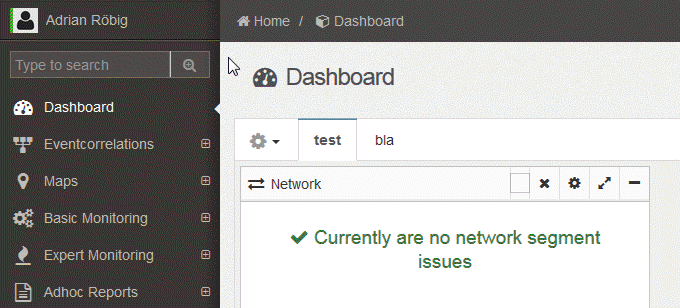 Adrian Röbig
Home / Dashboard
Type to search
Dashboard
Dashboard
Eventcorrelations
Maps
Basic Monitoring
Expert Monitoring
Adhoc Reports
test bla
Network
Currently are no network segment
issues